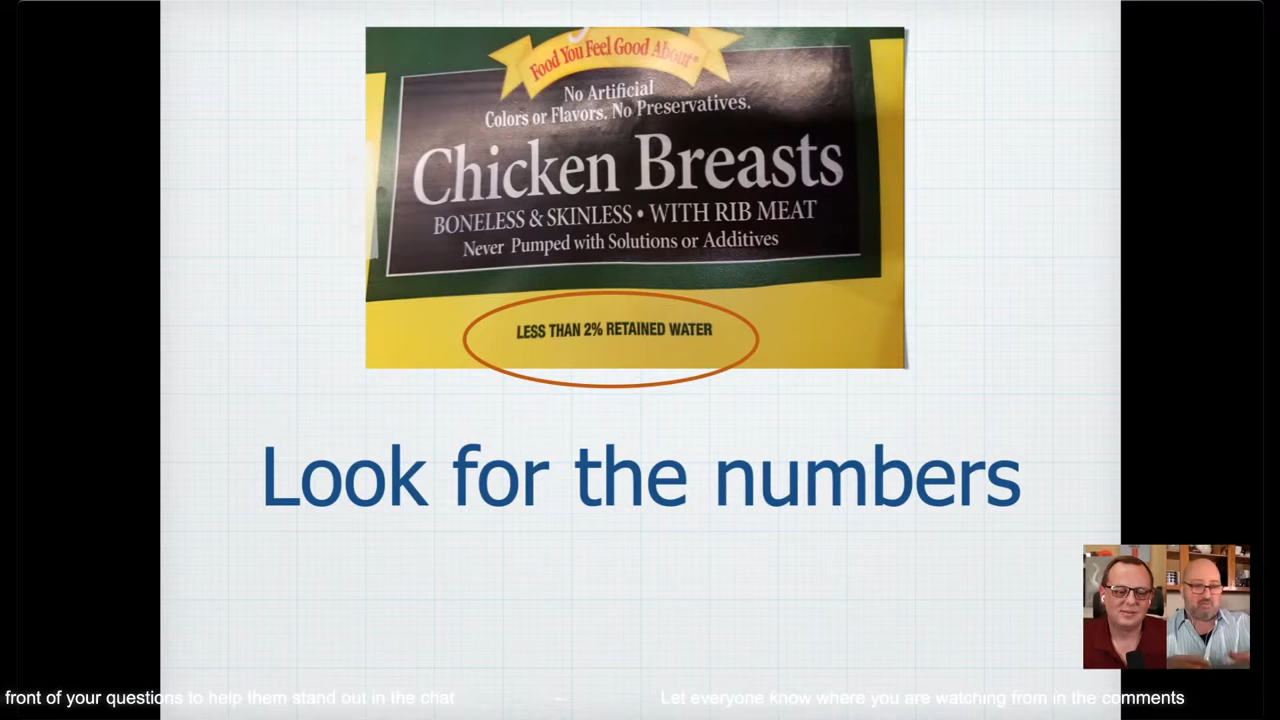 Food You Feel Good About®
No Artificial
Colors or Flavors. No Preservatives.
Chicken Breasts
BONELESS & SKINLESS • WITH RIB MEAT
Never Pumped with Solutions or Additives
LESS THAN 2% RETAINED WATER
Look for the numbers
front of your questions to help them stand out in the chat -- Let everyone know where you are watching from in the comments